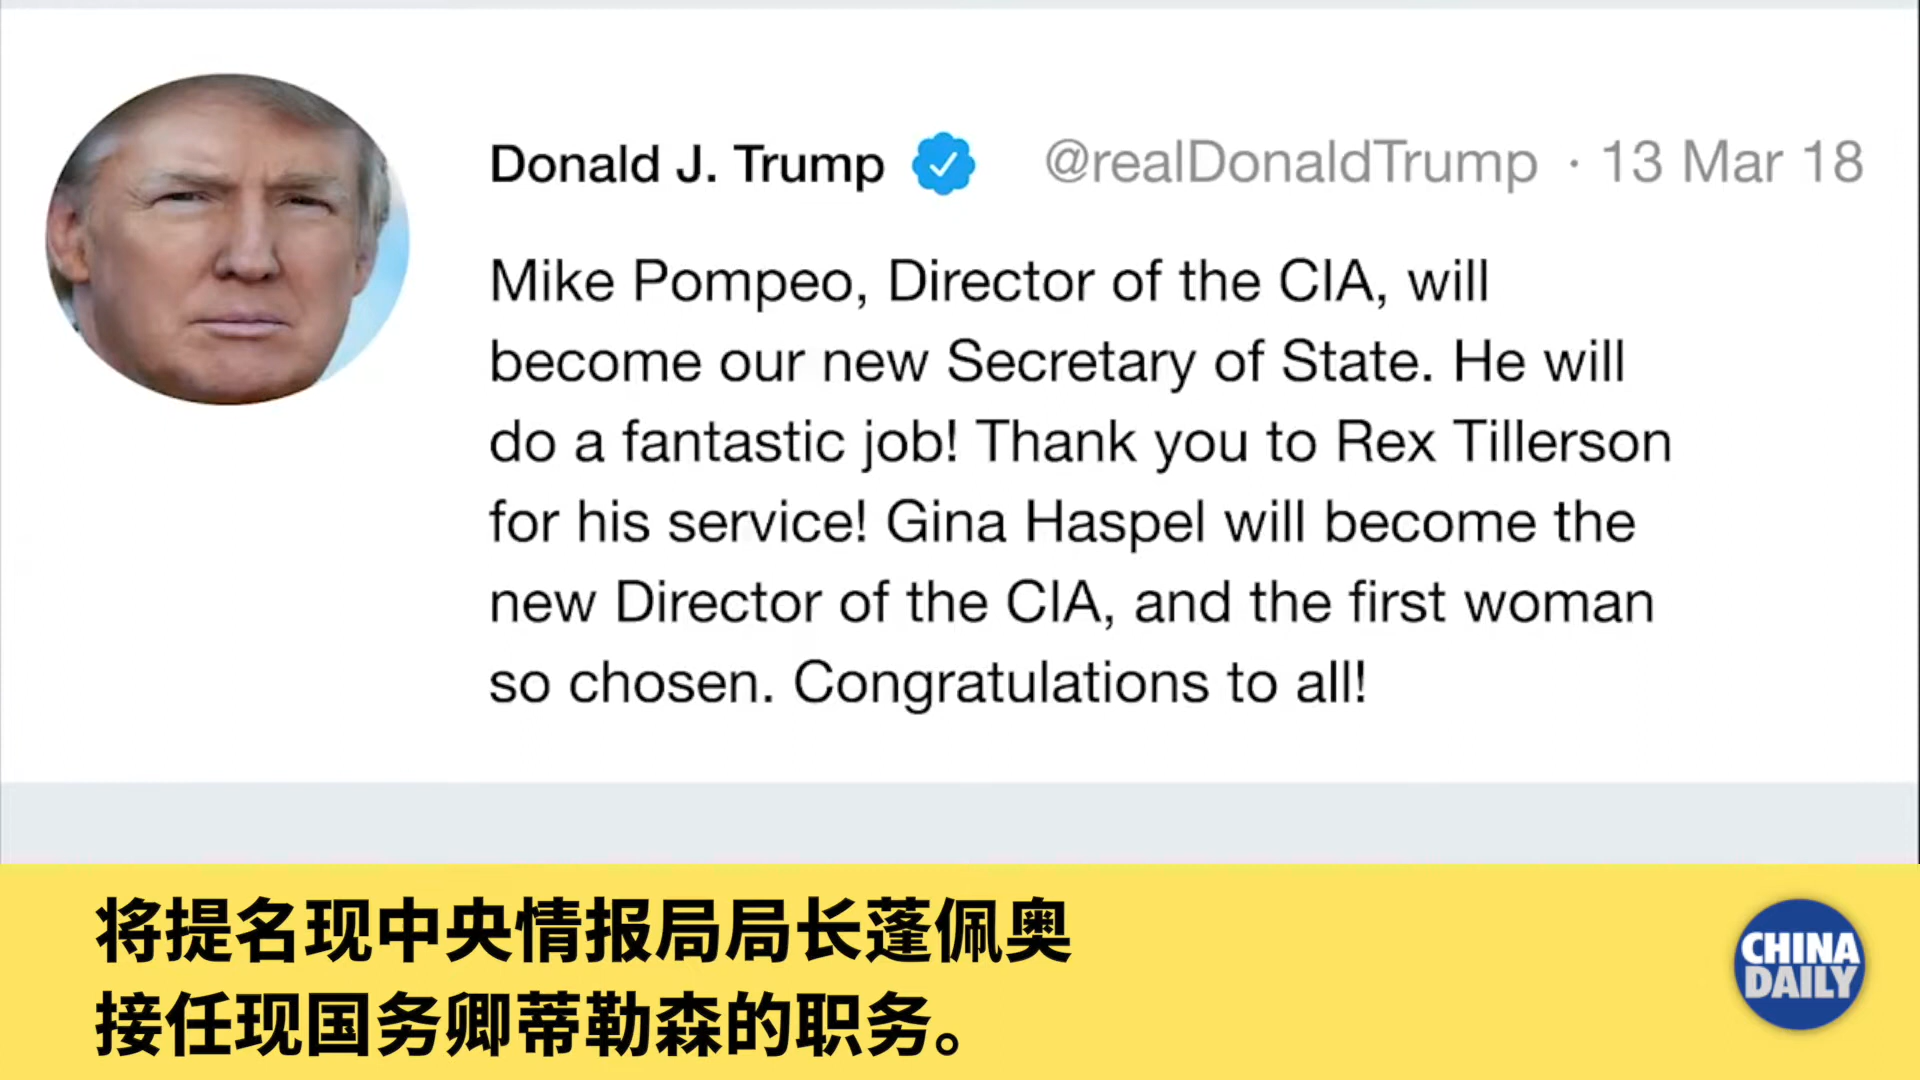 Donald J. Trump @realDonaldTrump · 13 Mar 18
Mike Pompeo, Director of the CIA, will
become our new Secretary of State. He will
do a fantastic job! Thank you to Rex Tillerson
for his service! Gina Haspel will become the
new Director of the CIA, and the first woman
so chosen. Congratulations to all!
将提名现中央情报局局长蓬佩奥
接任现国务卿蒂勒森的职务。
CHINA
DAILY